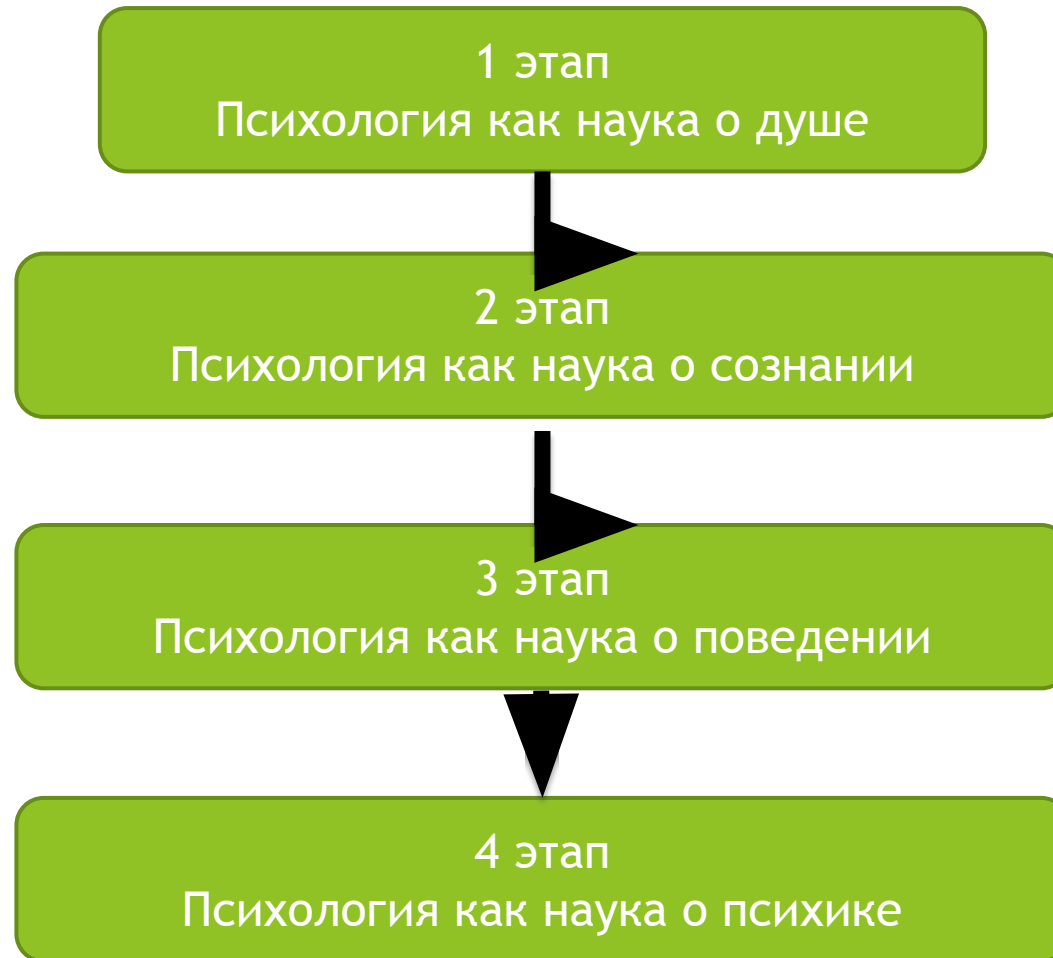 1 этап
Психология как наука о душе
2 этап
Психология как наука о сознании
3 этап
Психология как наука о поведении
4 этап
Психология как наука о психике